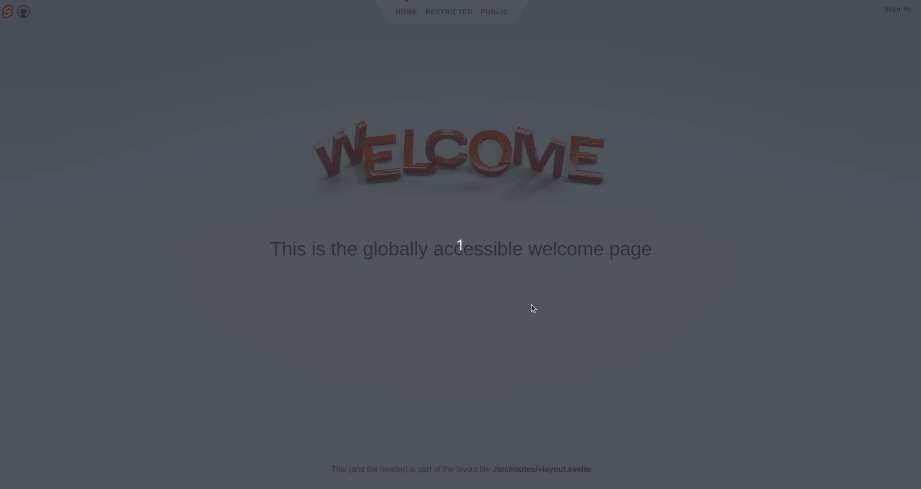 HOME RESTRICTED PUBLIC
Sign in
WELCOME
This is the globally accessible welcome page
1
This (and the header) is part of the layout file ./src/routes/+layout.svelte